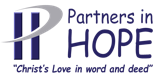 Partners in
HOPE
"Christ's Love in word and deed"